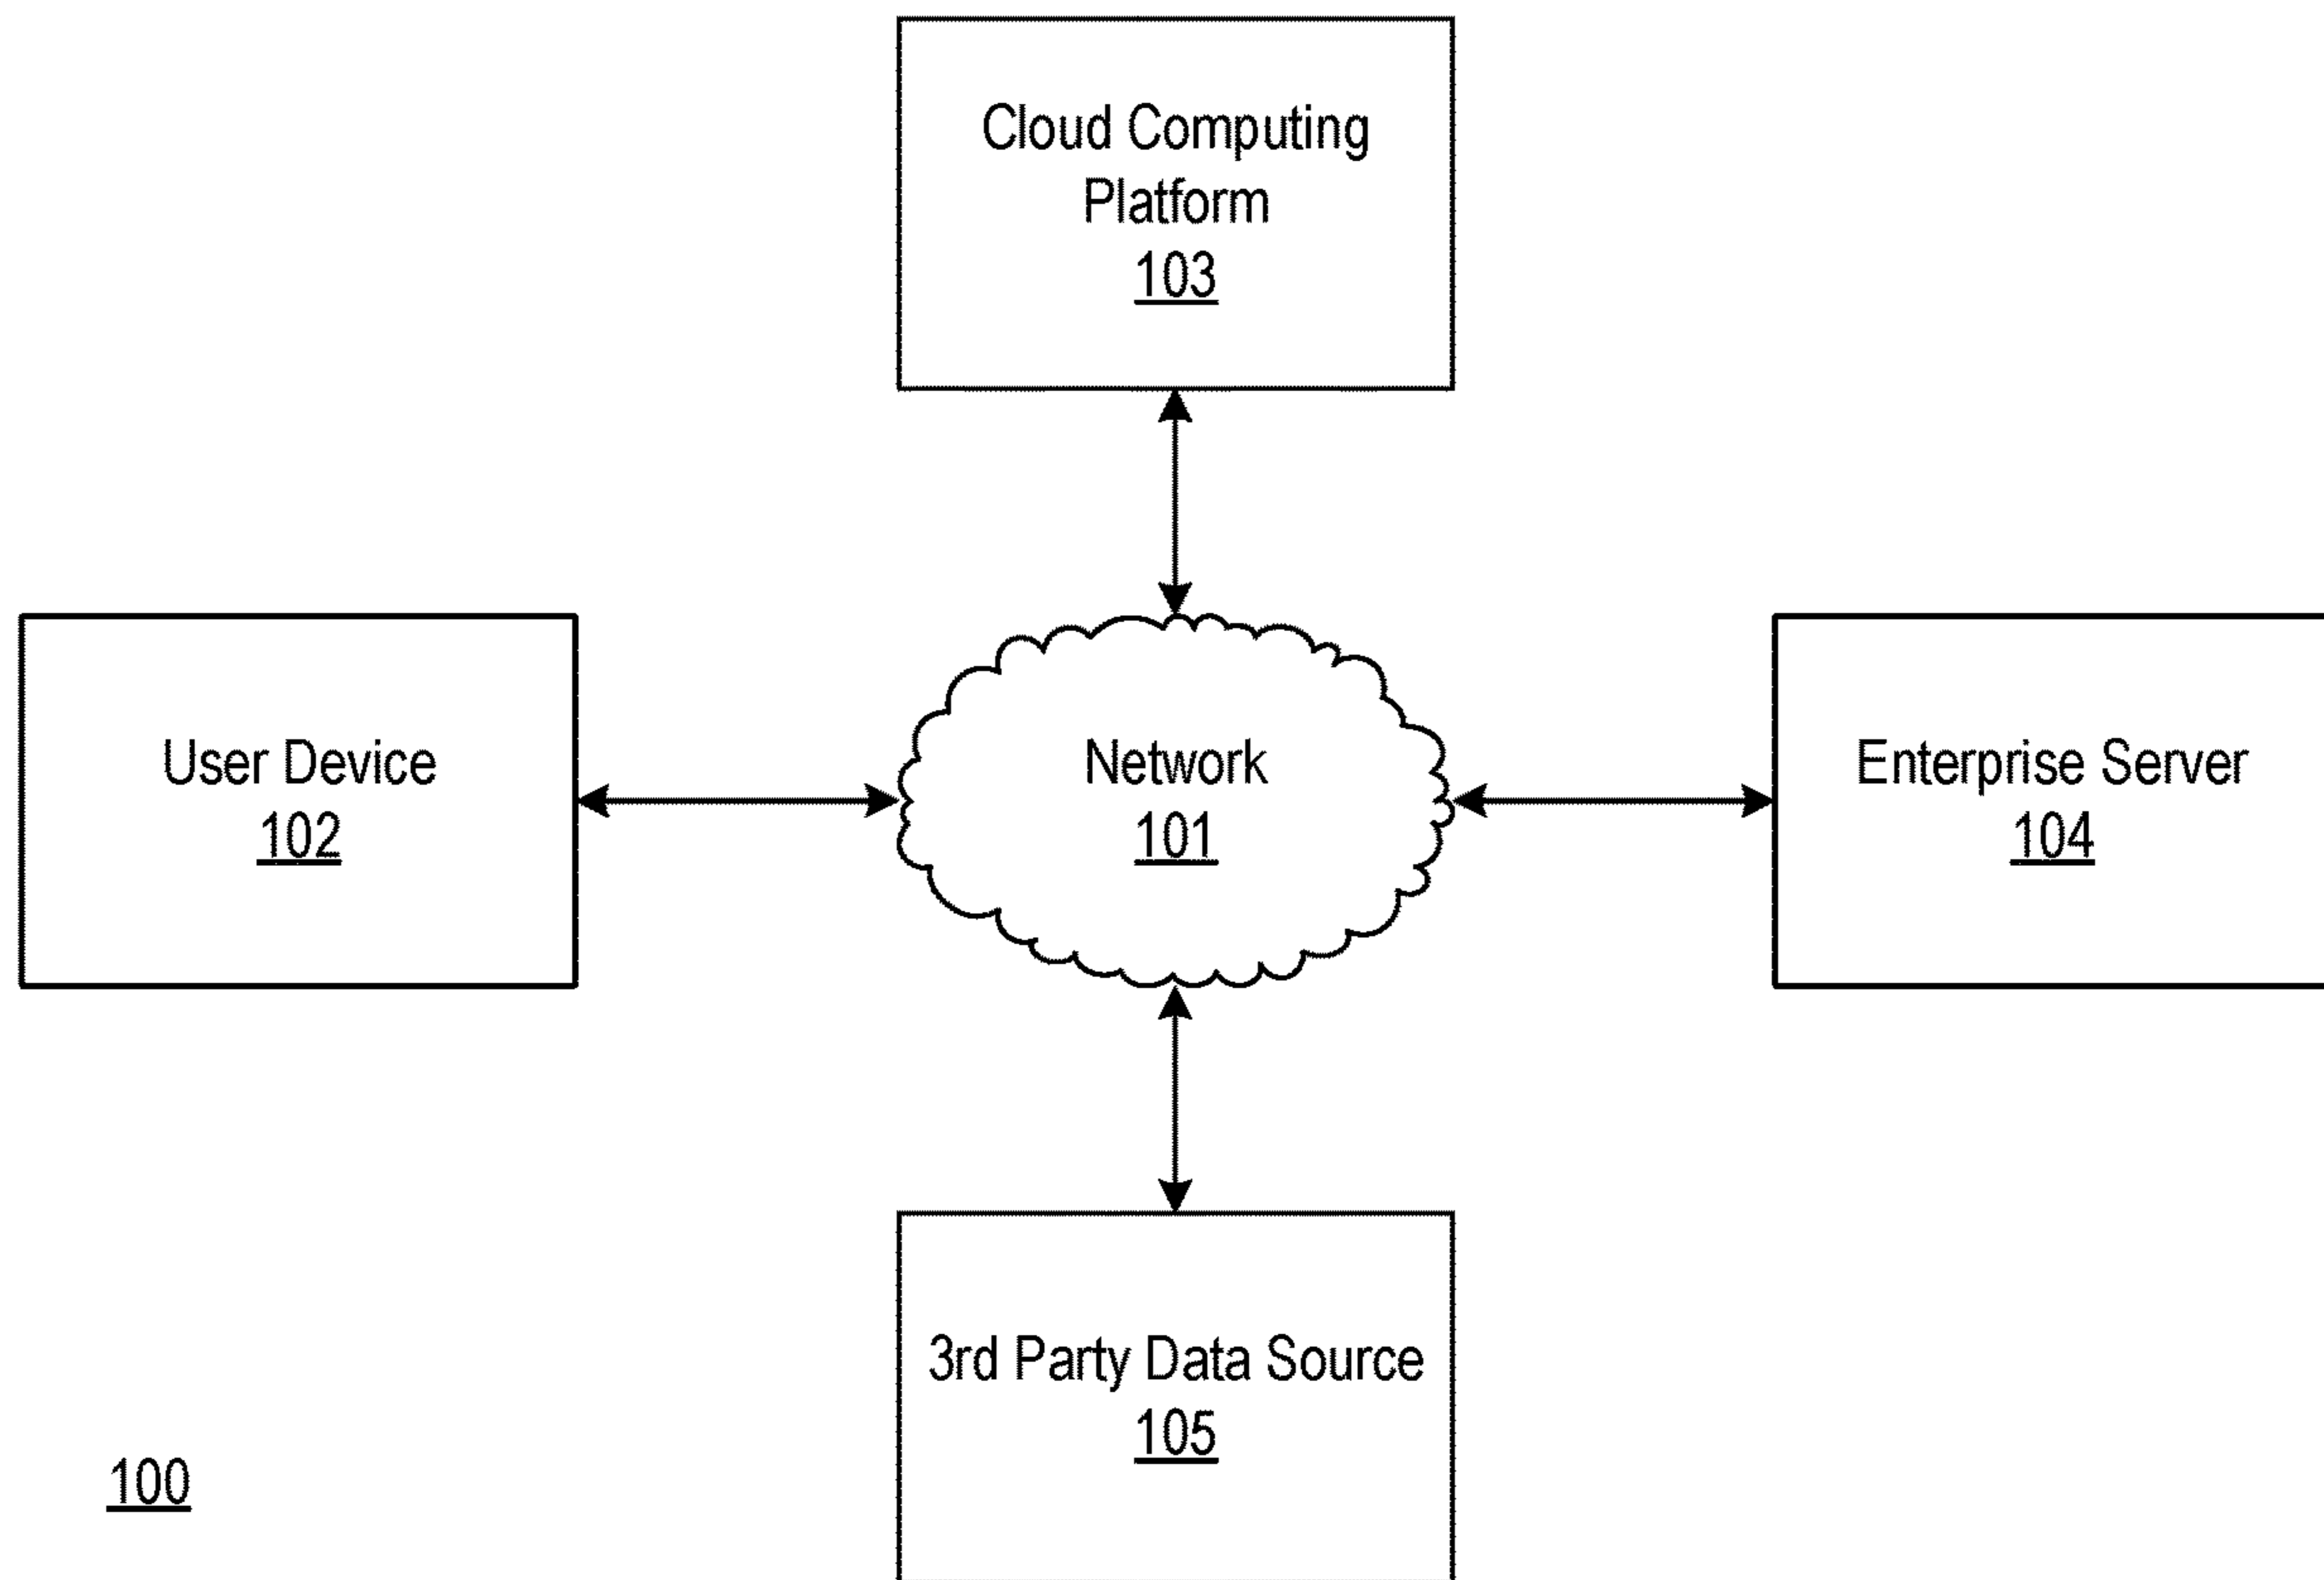 Cloud Computing
Platform
103
User Device
102
Network
101
Enterprise Server
104
3rd Party Data Source
105
100